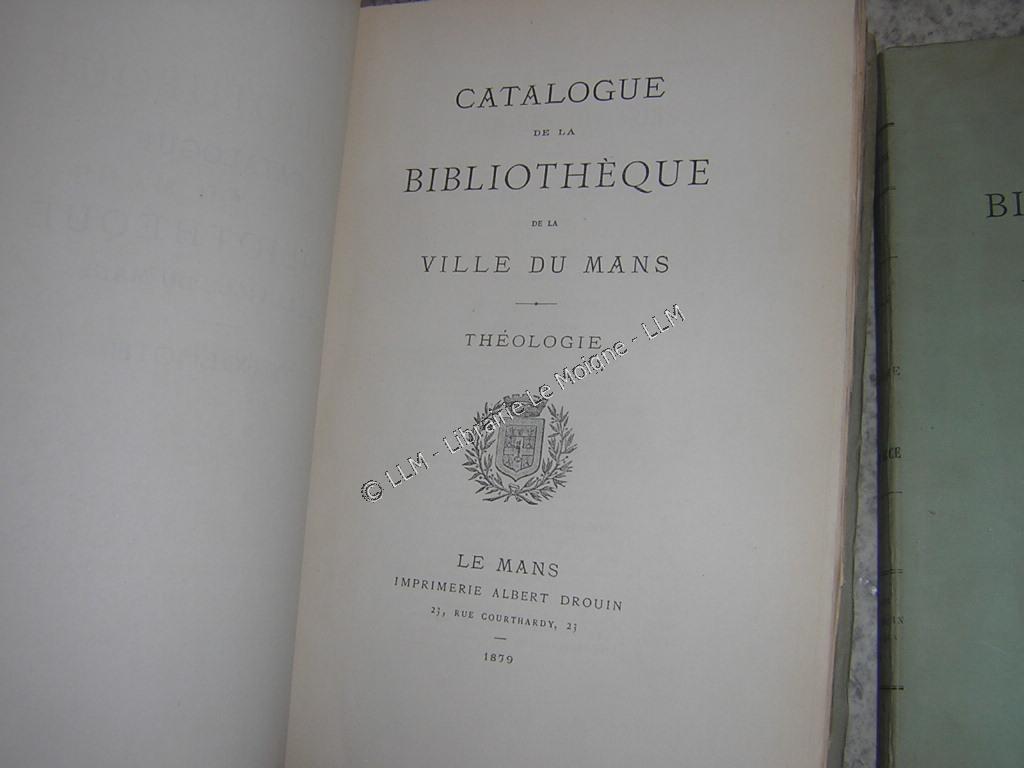 CATALOGUE
DE LA
BIBLIOTHÈQUE
DE LA
VILLE DU MANS
THÉOLOGIE
© LLM - Librairie Le Moigne - LLM
LE MANS
IMPRIMERIE ALBERT DROUIN
23, RUE COURTHARDY, 23
1879
BI